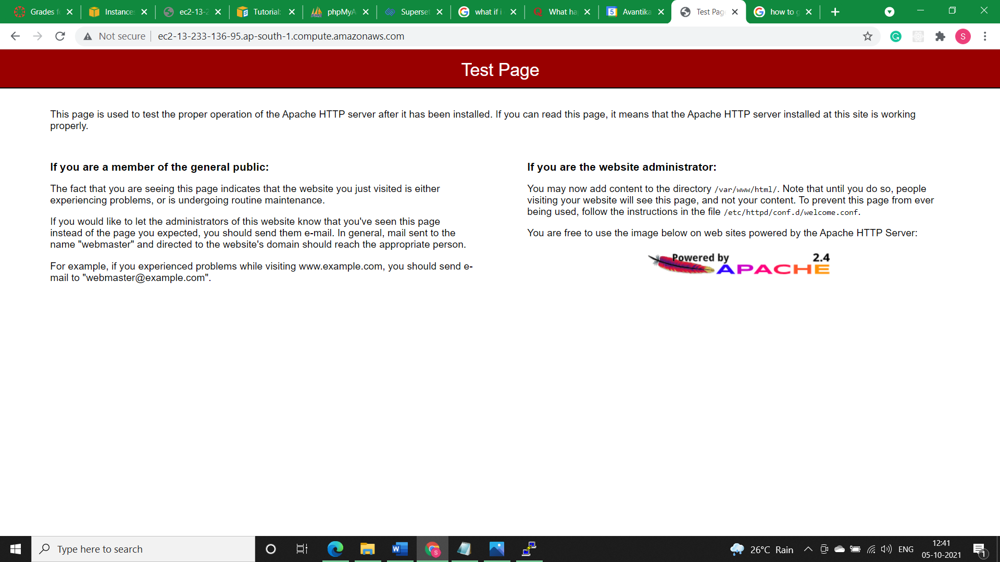 Grades f
Instance
ec2-13-2
Tutorial:
phpMyA
Superset
what if i
What ha
5
Avantika
Test Pag
how to g
Not secure
ec2-13-233-136-95.ap-south-1.compute.amazonaws.com
S
Test Page
This page is used to test the proper operation of the Apache HTTP server after it has been installed. If you can read this page, it means that the Apache HTTP server installed at this site is working
properly.
If you are a member of the general public:
The fact that you are seeing this page indicates that the website you just visited is either
experiencing problems, or is undergoing routine maintenance.
If you would like to let the administrators of this website know that you've seen this page
instead of the page you expected, you should send them e-mail. In general, mail sent to the
name "webmaster" and directed to the website's domain should reach the appropriate person.
For example, if you experienced problems while visiting www.example.com, you should send e-
mail to "webmaster@example.com".
If you are the website administrator:
You may now add content to the directory /var/www/html/. Note that until you do so, people
visiting your website will see this page, and not your content. To prevent this page from ever
being used, follow the instructions in the file /etc/httpd/conf.d/welcome.conf.
You are free to use the image below on web sites powered by the Apache HTTP Server:
Powered by 2.4
APACHE
Type here to search
W
S
26°C Rain
ENG
12:41
05-10-2021
1